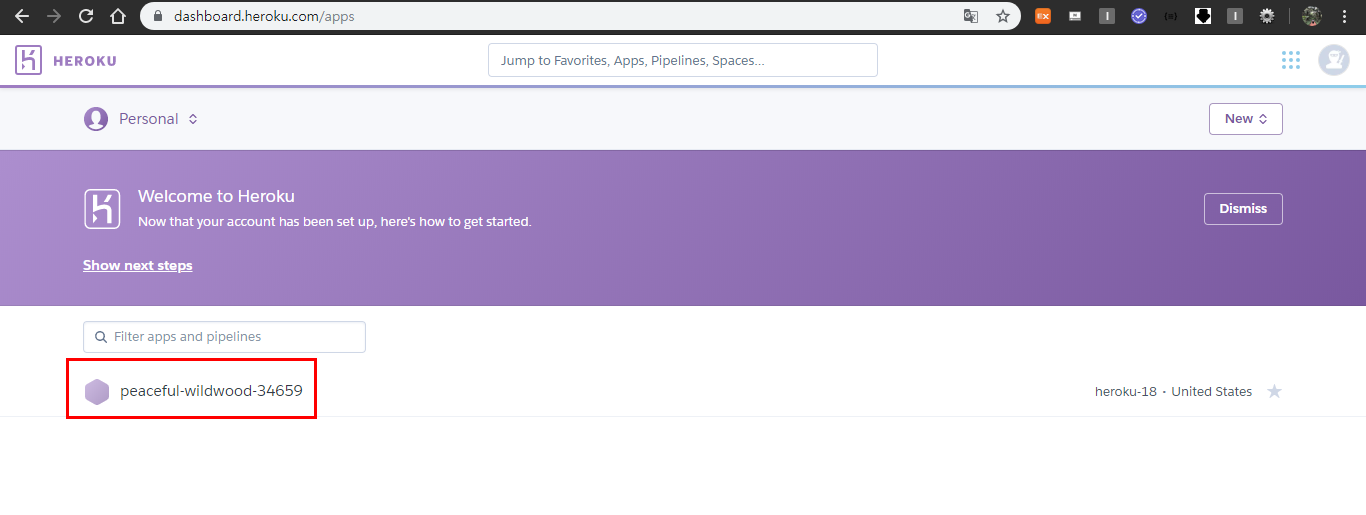 dashboard.heroku.com/apps
HEROKU
Jump to Favorites, Apps, Pipelines, Spaces...
Personal
New
Welcome to Heroku
Now that your account has been set up, here's how to get started.
Dismiss
Show next steps
Filter apps and pipelines
peaceful-wildwood-34659
heroku-18 • United States